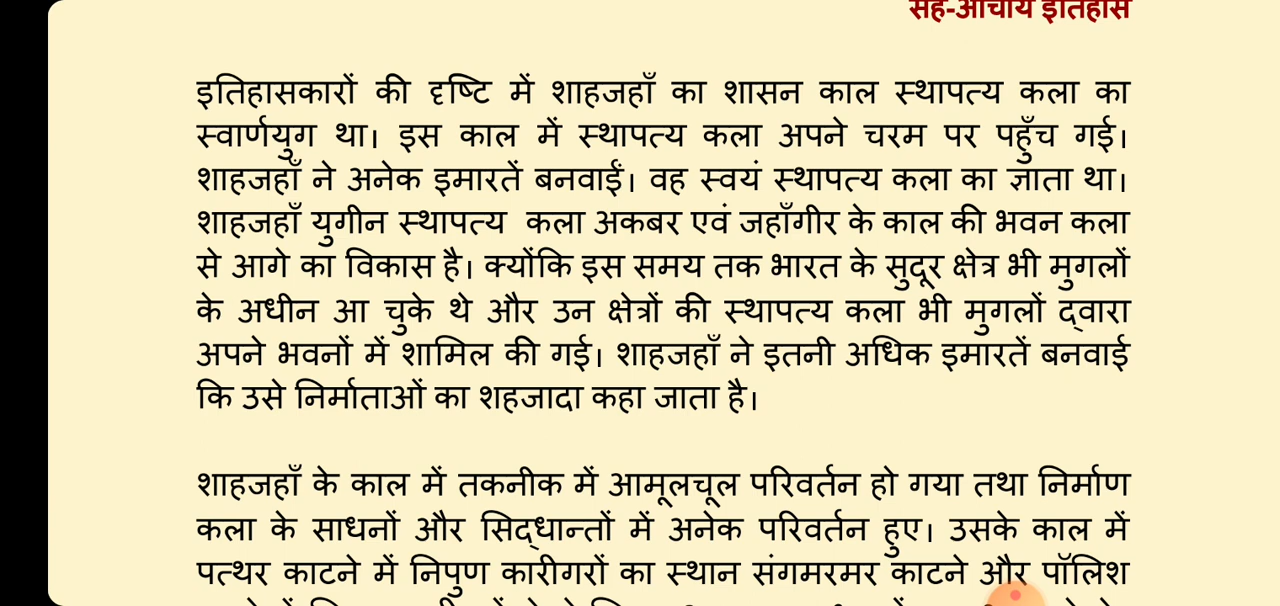 सह-आचार्य इतिहास
इतिहासकारों की दृष्टि में शाहजहाँ का शासन काल स्थापत्य कला का
स्वार्णयुग था। इस काल में स्थापत्य कला अपने चरम पर पहुँच गई।
शाहजहाँ ने अनेक इमारतें बनवाईं। वह स्वयं स्थापत्य कला का ज्ञाता था।
शाहजहाँ युगीन स्थापत्य कला अकबर एवं जहाँगीर के काल की भवन कला
से आगे का विकास है। क्योंकि इस समय तक भारत के सुदूर क्षेत्र भी मुगलों
के अधीन आ चुके थे और उन क्षेत्रों की स्थापत्य कला भी मुगलों द्वारा
अपने भवनों में शामिल की गई। शाहजहाँ ने इतनी अधिक इमारतें बनवाई
कि उसे निर्माताओं का शहजादा कहा जाता है।
शाहजहाँ के काल में तकनीक में आमूलचूल परिवर्तन हो गया तथा निर्माण
कला के साधनों और सिद्धान्तों में अनेक परिवर्तन हुए। उसके काल में
पत्थर काटने में निपुण कारीगरों का स्थान संगमरमर काटने और पॉलिश